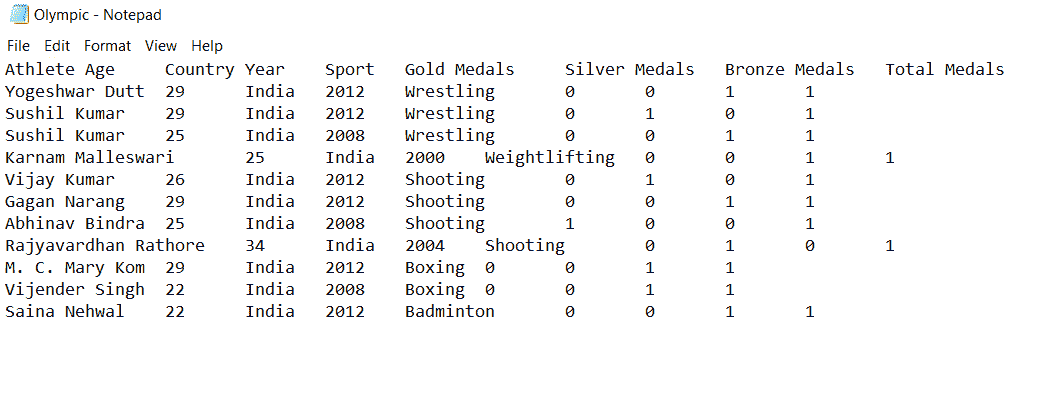 Olympic - Notepad
File Edit Format View Help
Athlete Age Country Year Sport Gold Medals Silver Medals Bronze Medals Total Medals
Yogeshwar Dutt 29 India 2012 Wrestling 0 0 1 1
Sushil Kumar 29 India 2012 Wrestling 0 1 0 1
Sushil Kumar 25 India 2008 Wrestling 0 0 1 1
Karnam Malleswari 25 India 2000 Weightlifting 0 0 1 1
Vijay Kumar 26 India 2012 Shooting 0 1 0 1
Gagan Narang 29 India 2012 Shooting 0 0 1 1
Abhinav Bindra 25 India 2008 Shooting 1 0 0 1
Rajyavardhan Rathore 34 India 2004 Shooting 0 1 0 1
M. C. Mary Kom 29 India 2012 Boxing 0 0 1 1
Vijender Singh 22 India 2008 Boxing 0 0 1 1
Saina Nehwal 22 India 2012 Badminton 0 0 1 1